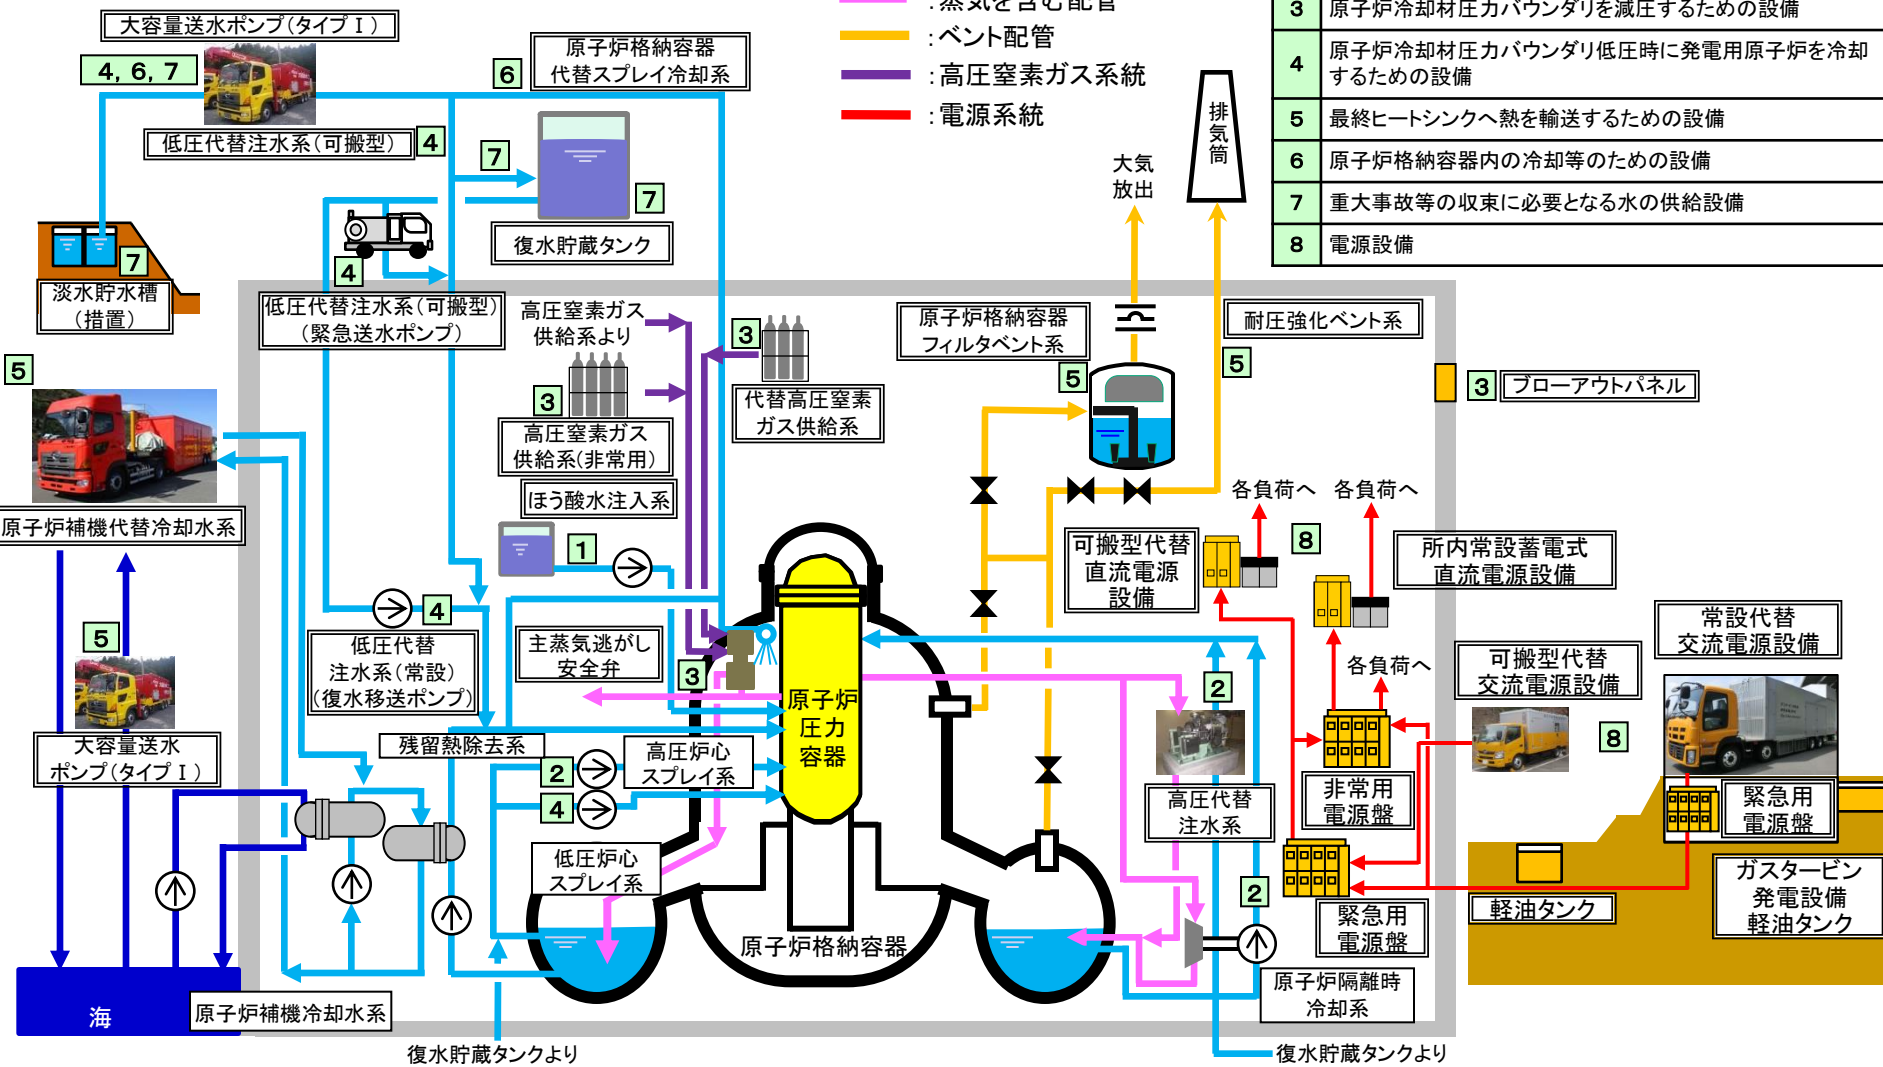 大容量送水ポンプ(タイプⅠ)
4, 6, 7
低圧代替注水系(可搬型)
4
6
原子炉格納容器
代替スプレイ冷却系
:ベント配管
:高圧窒素ガス系統
:電源系統
3 原子炉冷却材圧力バウンダリを減圧するための設備
4 原子炉冷却材圧力バウンダリ低圧時に発電用原子炉を冷却
するための設備
5 最終ヒートシンクへ熱を輸送するための設備
6 原子炉格納容器内の冷却等のための設備
7 重大事故等の収束に必要となる水の供給設備
8 電源設備
排
気
筒
大気
放出
7
7
復水貯蔵タンク
7
淡水貯水槽
(措置)
4
低圧代替注水系(可搬型)
(緊急送水ポンプ)
高圧窒素ガス
供給系より
3
3
高圧窒素ガス
供給系(非常用)
代替高圧窒素
ガス供給系
原子炉格納容器
フィルタベント系
5
耐圧強化ベント系
5
3
ブローアウトパネル
5
原子炉補機代替冷却水系
ほう酸水注入系
1
各負荷へ
各負荷へ
8
可搬型代替
直流電源
設備
所内常設蓄電式
直流電源設備
4
5
低圧代替
注水系(常設)
(復水移送ポンプ)
主蒸気逃がし
安全弁
3
原子炉
圧力
容器
2
各負荷へ
可搬型代替
交流電源設備
常設代替
交流電源設備
8
大容量送水
ポンプ(タイプⅠ)
残留熱除去系
2
4
高圧炉心
スプレイ系
高圧代替
注水系
非常用
電源盤
緊急用
電源盤
低圧炉心
スプレイ系
2
緊急用
電源盤
軽油タンク
ガスタービン
発電設備
軽油タンク
原子炉格納容器
原子炉隔離時
冷却系
海
原子炉補機冷却水系
復水貯蔵タンクより
復水貯蔵タンクより